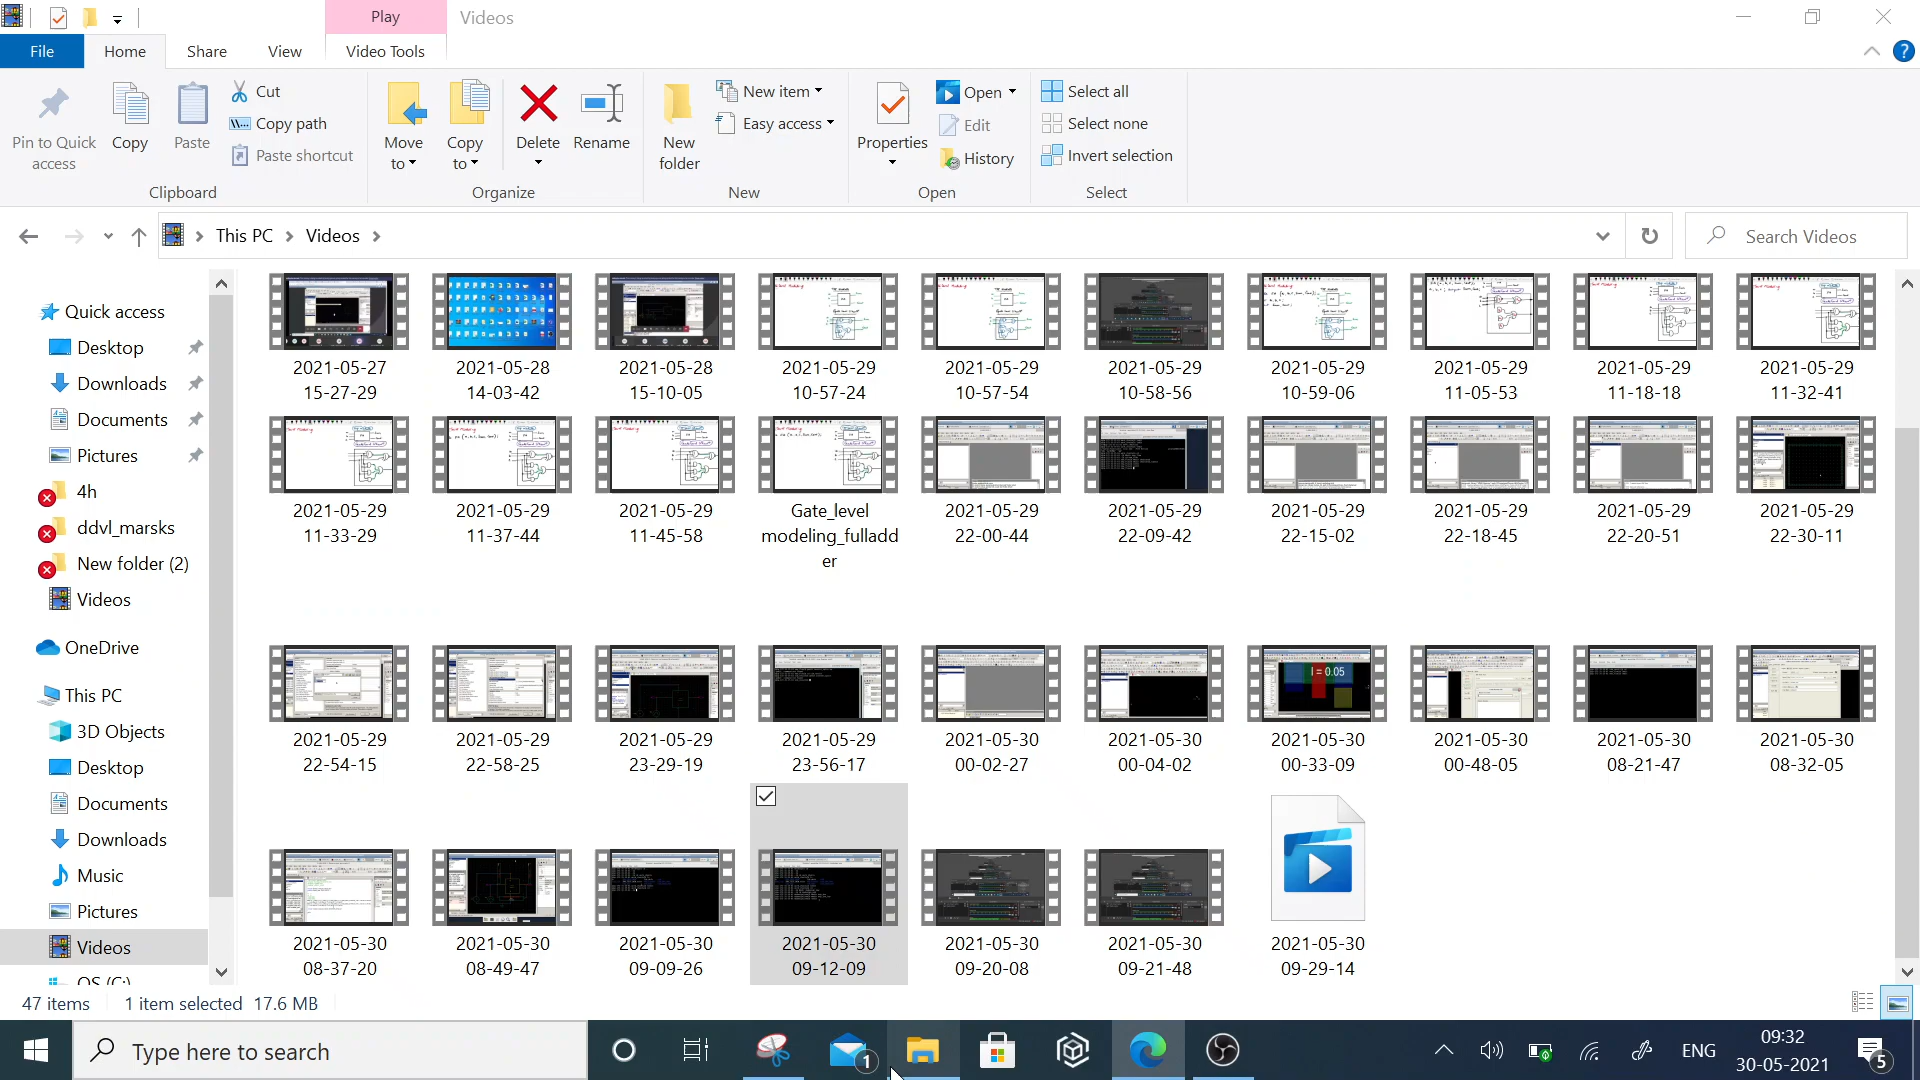 Play
Videos
File
Home
Share
View
Video Tools
Pin to Quick access
Copy
Paste
Cut
Copy path
Paste shortcut
Clipboard
Move to
Copy to
Delete
Rename
Organize
New folder
New item
Easy access
New
Properties
Open
Edit
History
Open
Select all
Select none
Invert selection
Select
This PC
Videos
Search Videos
Quick access
Desktop
Downloads
Documents
Pictures
4h
ddvl_marsks
New folder (2)
Videos
OneDrive
This PC
3D Objects
Desktop
Documents
Downloads
Music
Pictures
Videos
OS (C:)
2021-05-27 15-27-29
2021-05-28 14-03-42
2021-05-28 15-10-05
2021-05-29 10-57-24
2021-05-29 10-57-54
2021-05-29 10-58-56
2021-05-29 10-59-06
2021-05-29 11-05-53
2021-05-29 11-18-18
2021-05-29 11-32-41
2021-05-29 11-33-29
2021-05-29 11-37-44
2021-05-29 11-45-58
Gate_level modeling_fulladder
2021-05-29 22-00-44
2021-05-29 22-09-42
2021-05-29 22-15-02
2021-05-29 22-18-45
2021-05-29 22-20-51
2021-05-29 22-30-11
2021-05-29 22-54-15
2021-05-29 22-58-25
2021-05-29 23-29-19
2021-05-29 23-56-17
2021-05-30 00-02-27
2021-05-30 00-04-02
l = 0.05
2021-05-30 00-33-09
2021-05-30 00-48-05
2021-05-30 08-21-47
2021-05-30 08-32-05
2021-05-30 08-37-20
2021-05-30 08-49-47
2021-05-30 09-09-26
2021-05-30 09-12-09
2021-05-30 09-20-08
2021-05-30 09-21-48
2021-05-30 09-29-14
47 items
1 item selected 17.6 MB
Type here to search
1
ENG
09:32
30-05-2021
5